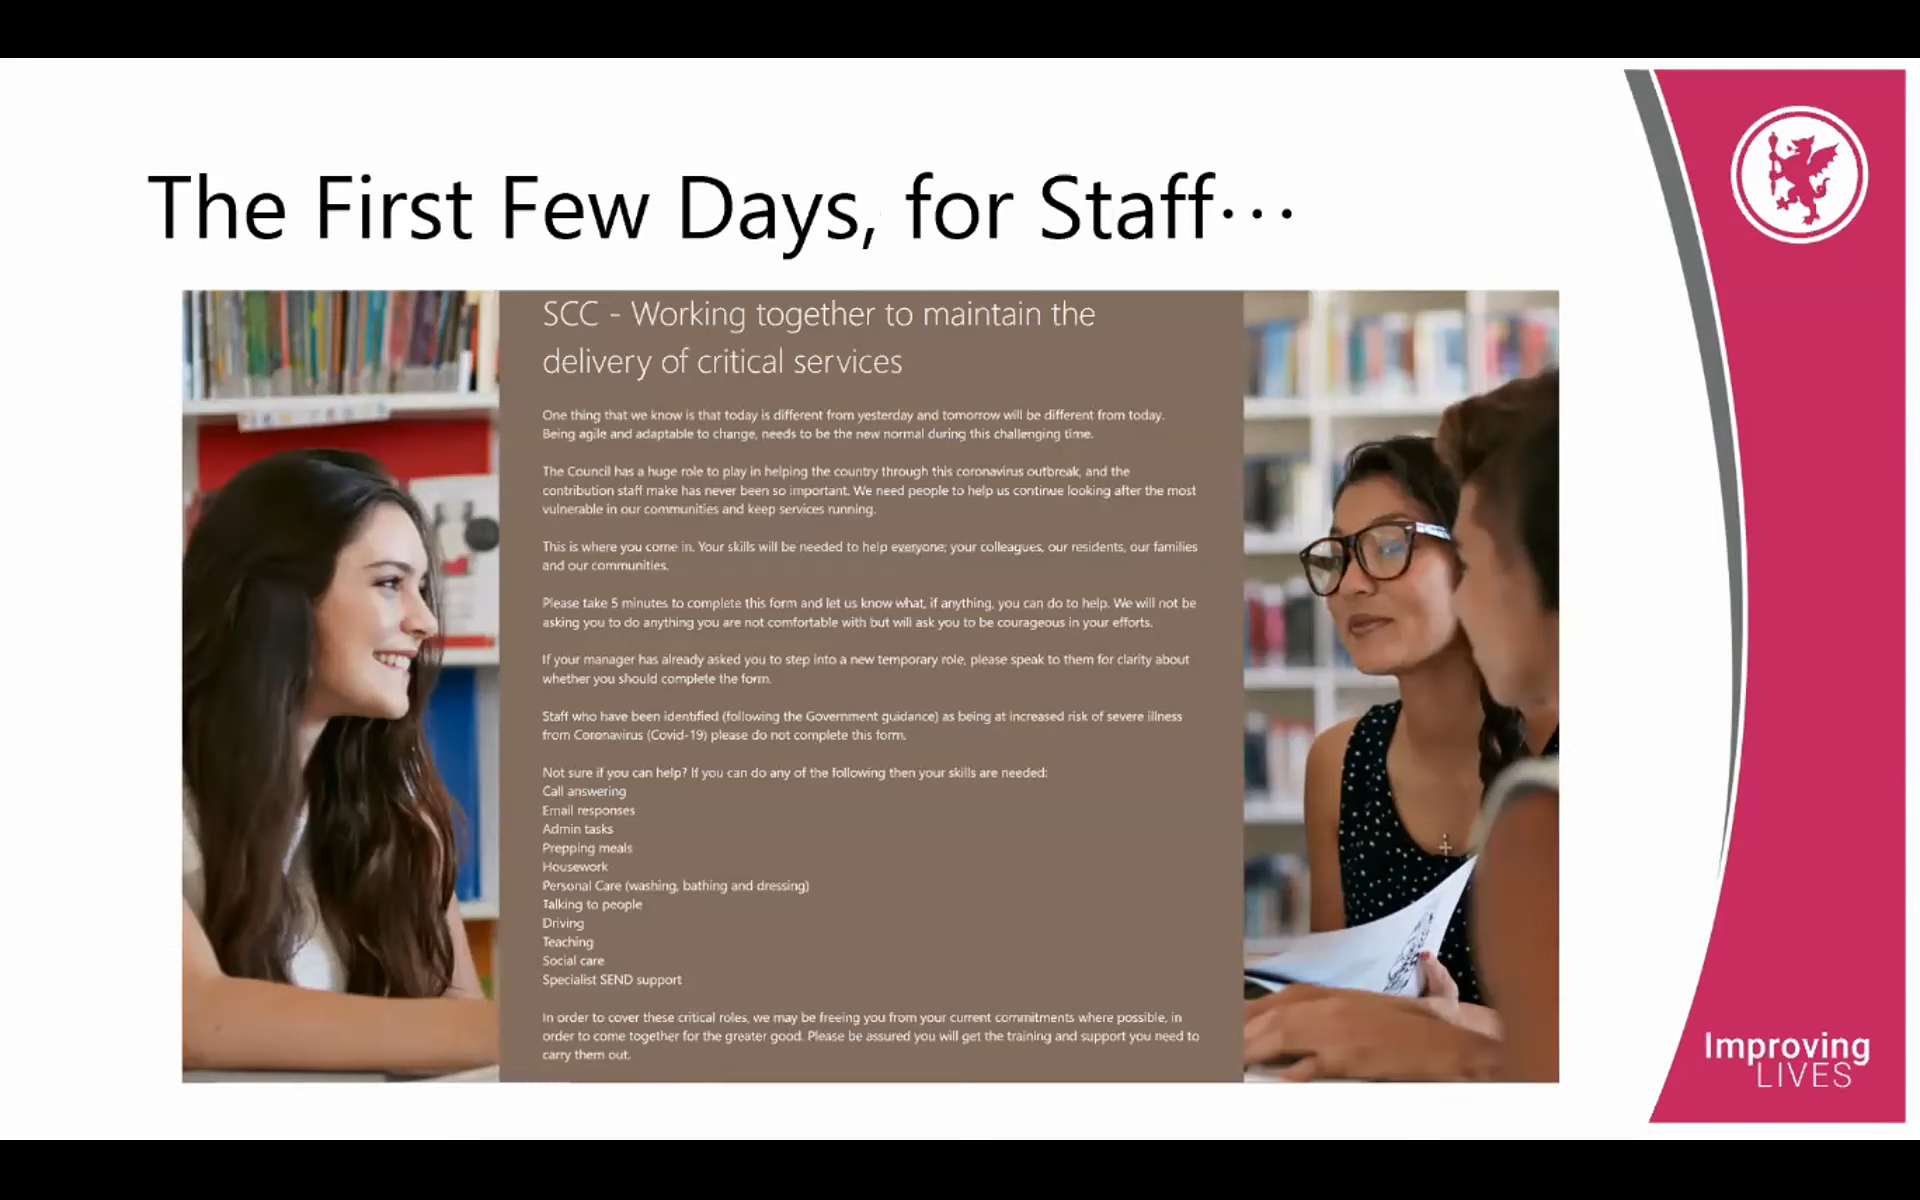 The First Few Days, for Staff…
SCC - Working together to maintain the
delivery of critical services
One thing that we know is that today is different from yesterday and tomorrow will be different from today.
Being agile and adaptable to change, needs to be the new normal during this challenging time.
The Council has a huge role to play in helping the country through this coronavirus outbreak, and the
contribution staff make has never been so important. We need people to help us continue looking after the most
vulnerable in our communities and keep services running.
This is where you come in. Your skills will be needed to help everyone; your colleagues, our residents, our families
and our communities.
Please take 5 minutes to complete this form and let us know what, if anything, you can do to help. We will not be
asking you to do anything you are not comfortable with but will ask you to be courageous in your efforts.
If your manager has already asked you to step into a new temporary role, please speak to them for clarity about
whether you should complete the form.
Staff who have been identified (following the Government guidance) as being at increased risk of severe illness
from Coronavirus (Covid-19) please do not complete this form.
Not sure if you can help? If you can do any of the following then your skills are needed:
Call answering
Email responses
Admin tasks
Prepping meals
Housework
Personal Care (washing, bathing and dressing)
Talking to people
Driving
Teaching
Social care
Specialist SEND support
In order to cover these critical roles, we may be freeing you from your current commitments where possible, in
order to come together for the greater good. Please be assured you will get the training and support you need to
carry them out.
Improving
LIVES